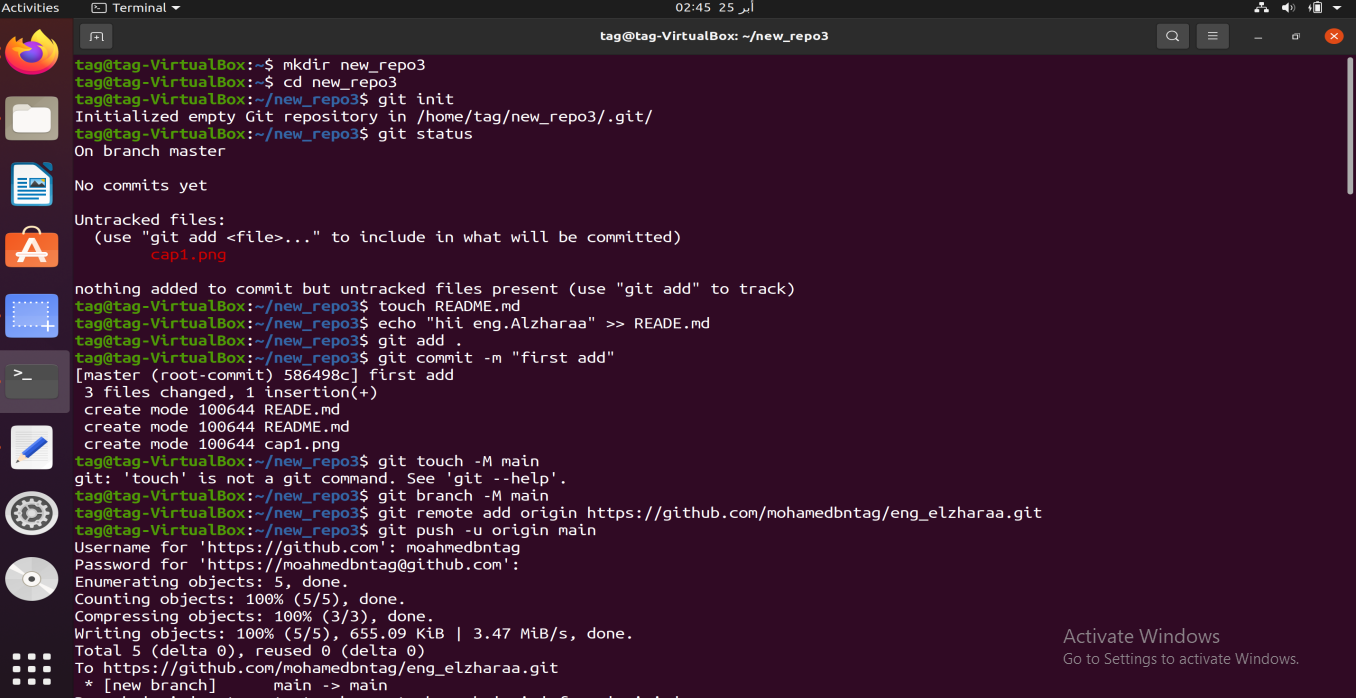 Activities Terminal 02:45 25 أبر
tag@tag-VirtualBox: ~/new_repo3
tag@tag-VirtualBox:~$ mkdir new_repo3
tag@tag-VirtualBox:~$ cd new_repo3
tag@tag-VirtualBox:~/new_repo3$ git init
Initialized empty Git repository in /home/tag/new_repo3/.git/
tag@tag-VirtualBox:~/new_repo3$ git status
On branch master
No commits yet
Untracked files:
(use "git add <file>..." to include in what will be committed)
cap1.png
nothing added to commit but untracked files present (use "git add" to track)
tag@tag-VirtualBox:~/new_repo3$ touch README.md
tag@tag-VirtualBox:~/new_repo3$ echo "hii eng.Alzharaa" >> READE.md
tag@tag-VirtualBox:~/new_repo3$ git add .
tag@tag-VirtualBox:~/new_repo3$ git commit -m "first add"
[master (root-commit) 586498c] first add
3 files changed, 1 insertion(+)
create mode 100644 READE.md
create mode 100644 README.md
create mode 100644 cap1.png
tag@tag-VirtualBox:~/new_repo3$ git touch -M main
git: 'touch' is not a git command. See 'git --help'.
tag@tag-VirtualBox:~/new_repo3$ git branch -M main
tag@tag-VirtualBox:~/new_repo3$ git remote add origin https://github.com/mohamedbntag/eng_elzharaa.git
tag@tag-VirtualBox:~/new_repo3$ git push -u origin main
Username for 'https://github.com': moahmedbntag
Password for 'https://moahmedbntag@github.com':
Enumerating objects: 5, done.
Counting objects: 100% (5/5), done.
Compressing objects: 100% (3/3), done.
Writing objects: 100% (5/5), 655.09 KiB | 3.47 MiB/s, done.
Total 5 (delta 0), reused 0 (delta 0)
To https://github.com/mohamedbntag/eng_elzharaa.git
* [new branch] main -> main
Activate Windows
Go to Settings to activate Windows.